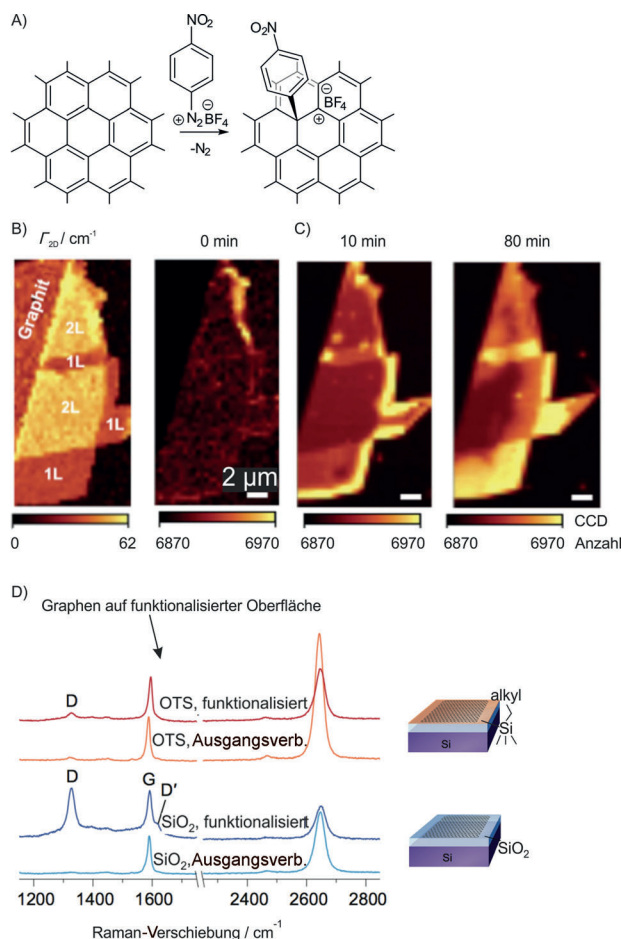 A)
NO₂
N₂BF₄
⊕ ⊖
-N₂
O₂N
⊖
BF₄
⊕
B) Γ₂D / cm⁻¹
0 min
C) 10 min
80 min
Graphit
2L
1L
2L
1L
1L
2 µm
0 62
6870 6970
6870 6970
6870 6970
CCD
Anzahl
D)
Graphen auf funktionalisierter Oberfläche
D
OTS, funktionalisiert
OTS, Ausgangsverb.
D G D′
SiO₂, funktionalisiert
SiO₂,Ausgangsverb.
1200 1400 1600 2400 2600 2800
Raman-Verschiebung / cm⁻¹
alkyl
Si
Si
SiO₂
Si